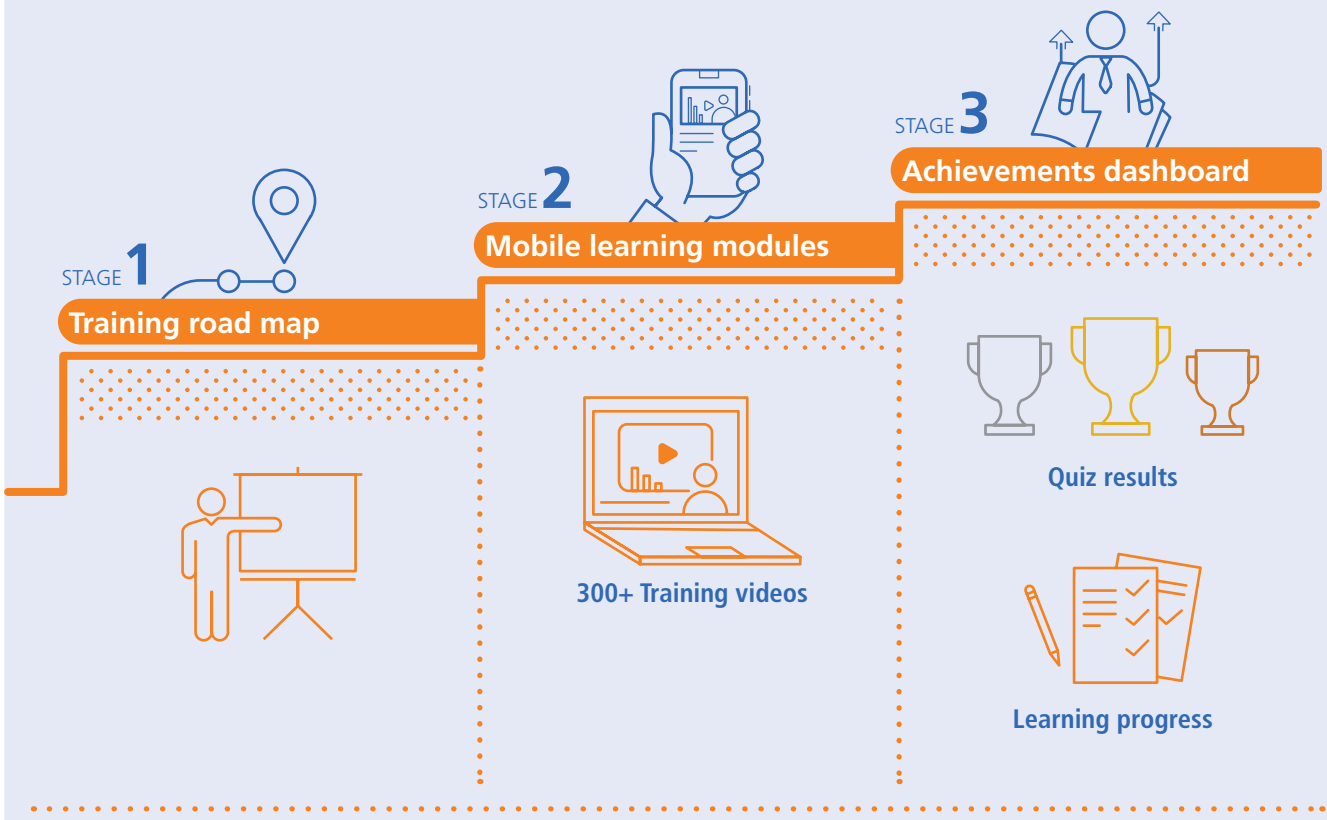 STAGE 1
Training road map
STAGE 2
Mobile learning modules
300+ Training videos
STAGE 3
Achievements dashboard
Quiz results
Learning progress